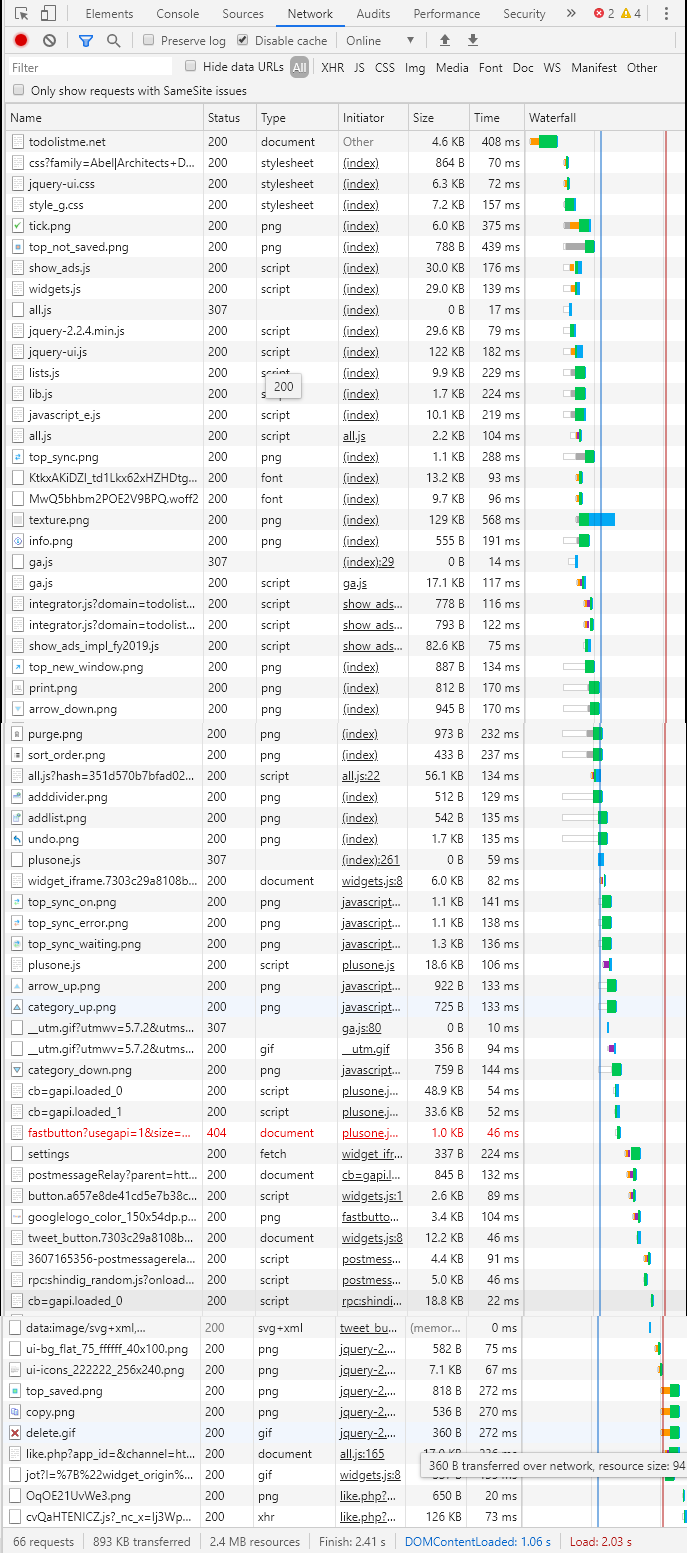 Elements Console Sources Network Audits Performance Security » 2 4
Preserve log Disable cache Online
Filter Hide data URLs All XHR JS CSS Img Media Font Doc WS Manifest Other
Only show requests with SameSite issues
Name Status Type Initiator Size Time Waterfall
todolistme.net 200 document Other 4.6 KB 408 ms
css?family=Abel|Architects+D... 200 stylesheet (index) 864 B 70 ms
jquery-ui.css 200 stylesheet (index) 6.3 KB 72 ms
style_g.css 200 stylesheet (index) 7.2 KB 157 ms
tick.png 200 png (index) 6.0 KB 375 ms
top_not_saved.png 200 png (index) 788 B 439 ms
show_ads.js 200 script (index) 30.0 KB 176 ms
widgets.js 200 script (index) 29.0 KB 139 ms
all.js 307 (index) 0 B 17 ms
jquery-2.2.4.min.js 200 script (index) 29.6 KB 79 ms
jquery-ui.js 200 script (index) 122 KB 182 ms
lists.js 200 script (index) 9.9 KB 229 ms
200
lib.js 200 (index) 1.7 KB 224 ms
javascript_e.js 200 script (index) 10.1 KB 219 ms
all.js 200 script all.js 2.2 KB 104 ms
top_sync.png 200 png (index) 1.1 KB 288 ms
KtkxAKiDZI_td1Lkx62xHZHDtg... 200 font (index) 13.2 KB 93 ms
MwQ5bhbm2POE2V9BPQ.woff2 200 font (index) 9.7 KB 96 ms
texture.png 200 png (index) 129 KB 568 ms
info.png 200 png (index) 555 B 191 ms
ga.js 307 (index):29 0 B 14 ms
ga.js 200 script ga.js 17.1 KB 117 ms
integrator.js?domain=todolist... 200 script show_ads... 778 B 116 ms
integrator.js?domain=todolist... 200 script show_ads... 793 B 122 ms
show_ads_impl_fy2019.js 200 script show_ads... 82.6 KB 75 ms
top_new_window.png 200 png (index) 887 B 134 ms
print.png 200 png (index) 812 B 170 ms
arrow_down.png 200 png (index) 945 B 170 ms
purge.png 200 png (index) 973 B 232 ms
sort_order.png 200 png (index) 433 B 237 ms
all.js?hash=351d570b7bfad02... 200 script all.js:22 56.1 KB 134 ms
adddivider.png 200 png (index) 512 B 129 ms
addlist.png 200 png (index) 542 B 135 ms
undo.png 200 png (index) 1.7 KB 135 ms
plusone.js 307 (index):261 0 B 59 ms
widget_iframe.7303c29a8108b... 200 document widgets.js:8 6.0 KB 82 ms
top_sync_on.png 200 png javascript... 1.1 KB 141 ms
top_sync_error.png 200 png javascript... 1.1 KB 138 ms
top_sync_waiting.png 200 png javascript... 1.3 KB 136 ms
plusone.js 200 script plusone.js 18.6 KB 106 ms
arrow_up.png 200 png javascript... 922 B 133 ms
category_up.png 200 png javascript... 725 B 133 ms
__utm.gif?utmwv=5.7.2&utms... 307 ga.js:80 0 B 10 ms
__utm.gif?utmwv=5.7.2&utms... 200 gif __utm.gif 356 B 94 ms
category_down.png 200 png javascript... 759 B 144 ms
cb=gapi.loaded_0 200 script plusone.j... 48.9 KB 54 ms
cb=gapi.loaded_1 200 script plusone.j... 33.6 KB 52 ms
fastbutton?usegapi=1&size=... 404 document plusone.j... 1.0 KB 46 ms
settings 200 fetch widget_ifr... 337 B 224 ms
postmessageRelay?parent=htt... 200 document cb=gapi.l... 845 B 132 ms
button.a657e8de41cd5e7b38c... 200 script widgets.js:1 2.6 KB 89 ms
googlelogo_color_150x54dp.p... 200 png fastbutto... 3.4 KB 104 ms
tweet_button.7303c29a8108b... 200 document widgets.js:8 12.2 KB 46 ms
3607165356-postmessagerela... 200 script postmess... 4.4 KB 91 ms
rpc:shindig_random.js?onload... 200 script postmess... 5.0 KB 46 ms
cb=gapi.loaded_0 200 script rpc:shindi... 18.8 KB 22 ms
data:image/svg+xml,... 200 svg+xml tweet_bu... (memor... 0 ms
ui-bg_flat_75_ffffff_40x100.png 200 png jquery-2.... 582 B 75 ms
ui-icons_222222_256x240.png 200 png jquery-2.... 7.1 KB 67 ms
top_saved.png 200 png jquery-2.... 818 B 272 ms
copy.png 200 png jquery-2.... 536 B 270 ms
delete.gif 200 gif jquery-2.... 360 B 272 ms
like.php?app_id=&channel=ht... 200 document all.js:165
360 B transferred over network, resource size: 94
jot?l=%7B%22widget_origin%... 200 gif widgets.js:8
OqOE21UvWe3.png 200 png like.php?... 650 B 20 ms
cvQaHTENICZ.js?_nc_x=Ij3Wp... 200 xhr like.php?... 126 KB 73 ms
66 requests 893 KB transferred 2.4 MB resources Finish: 2.41 s DOMContentLoaded: 1.06 s Load: 2.03 s